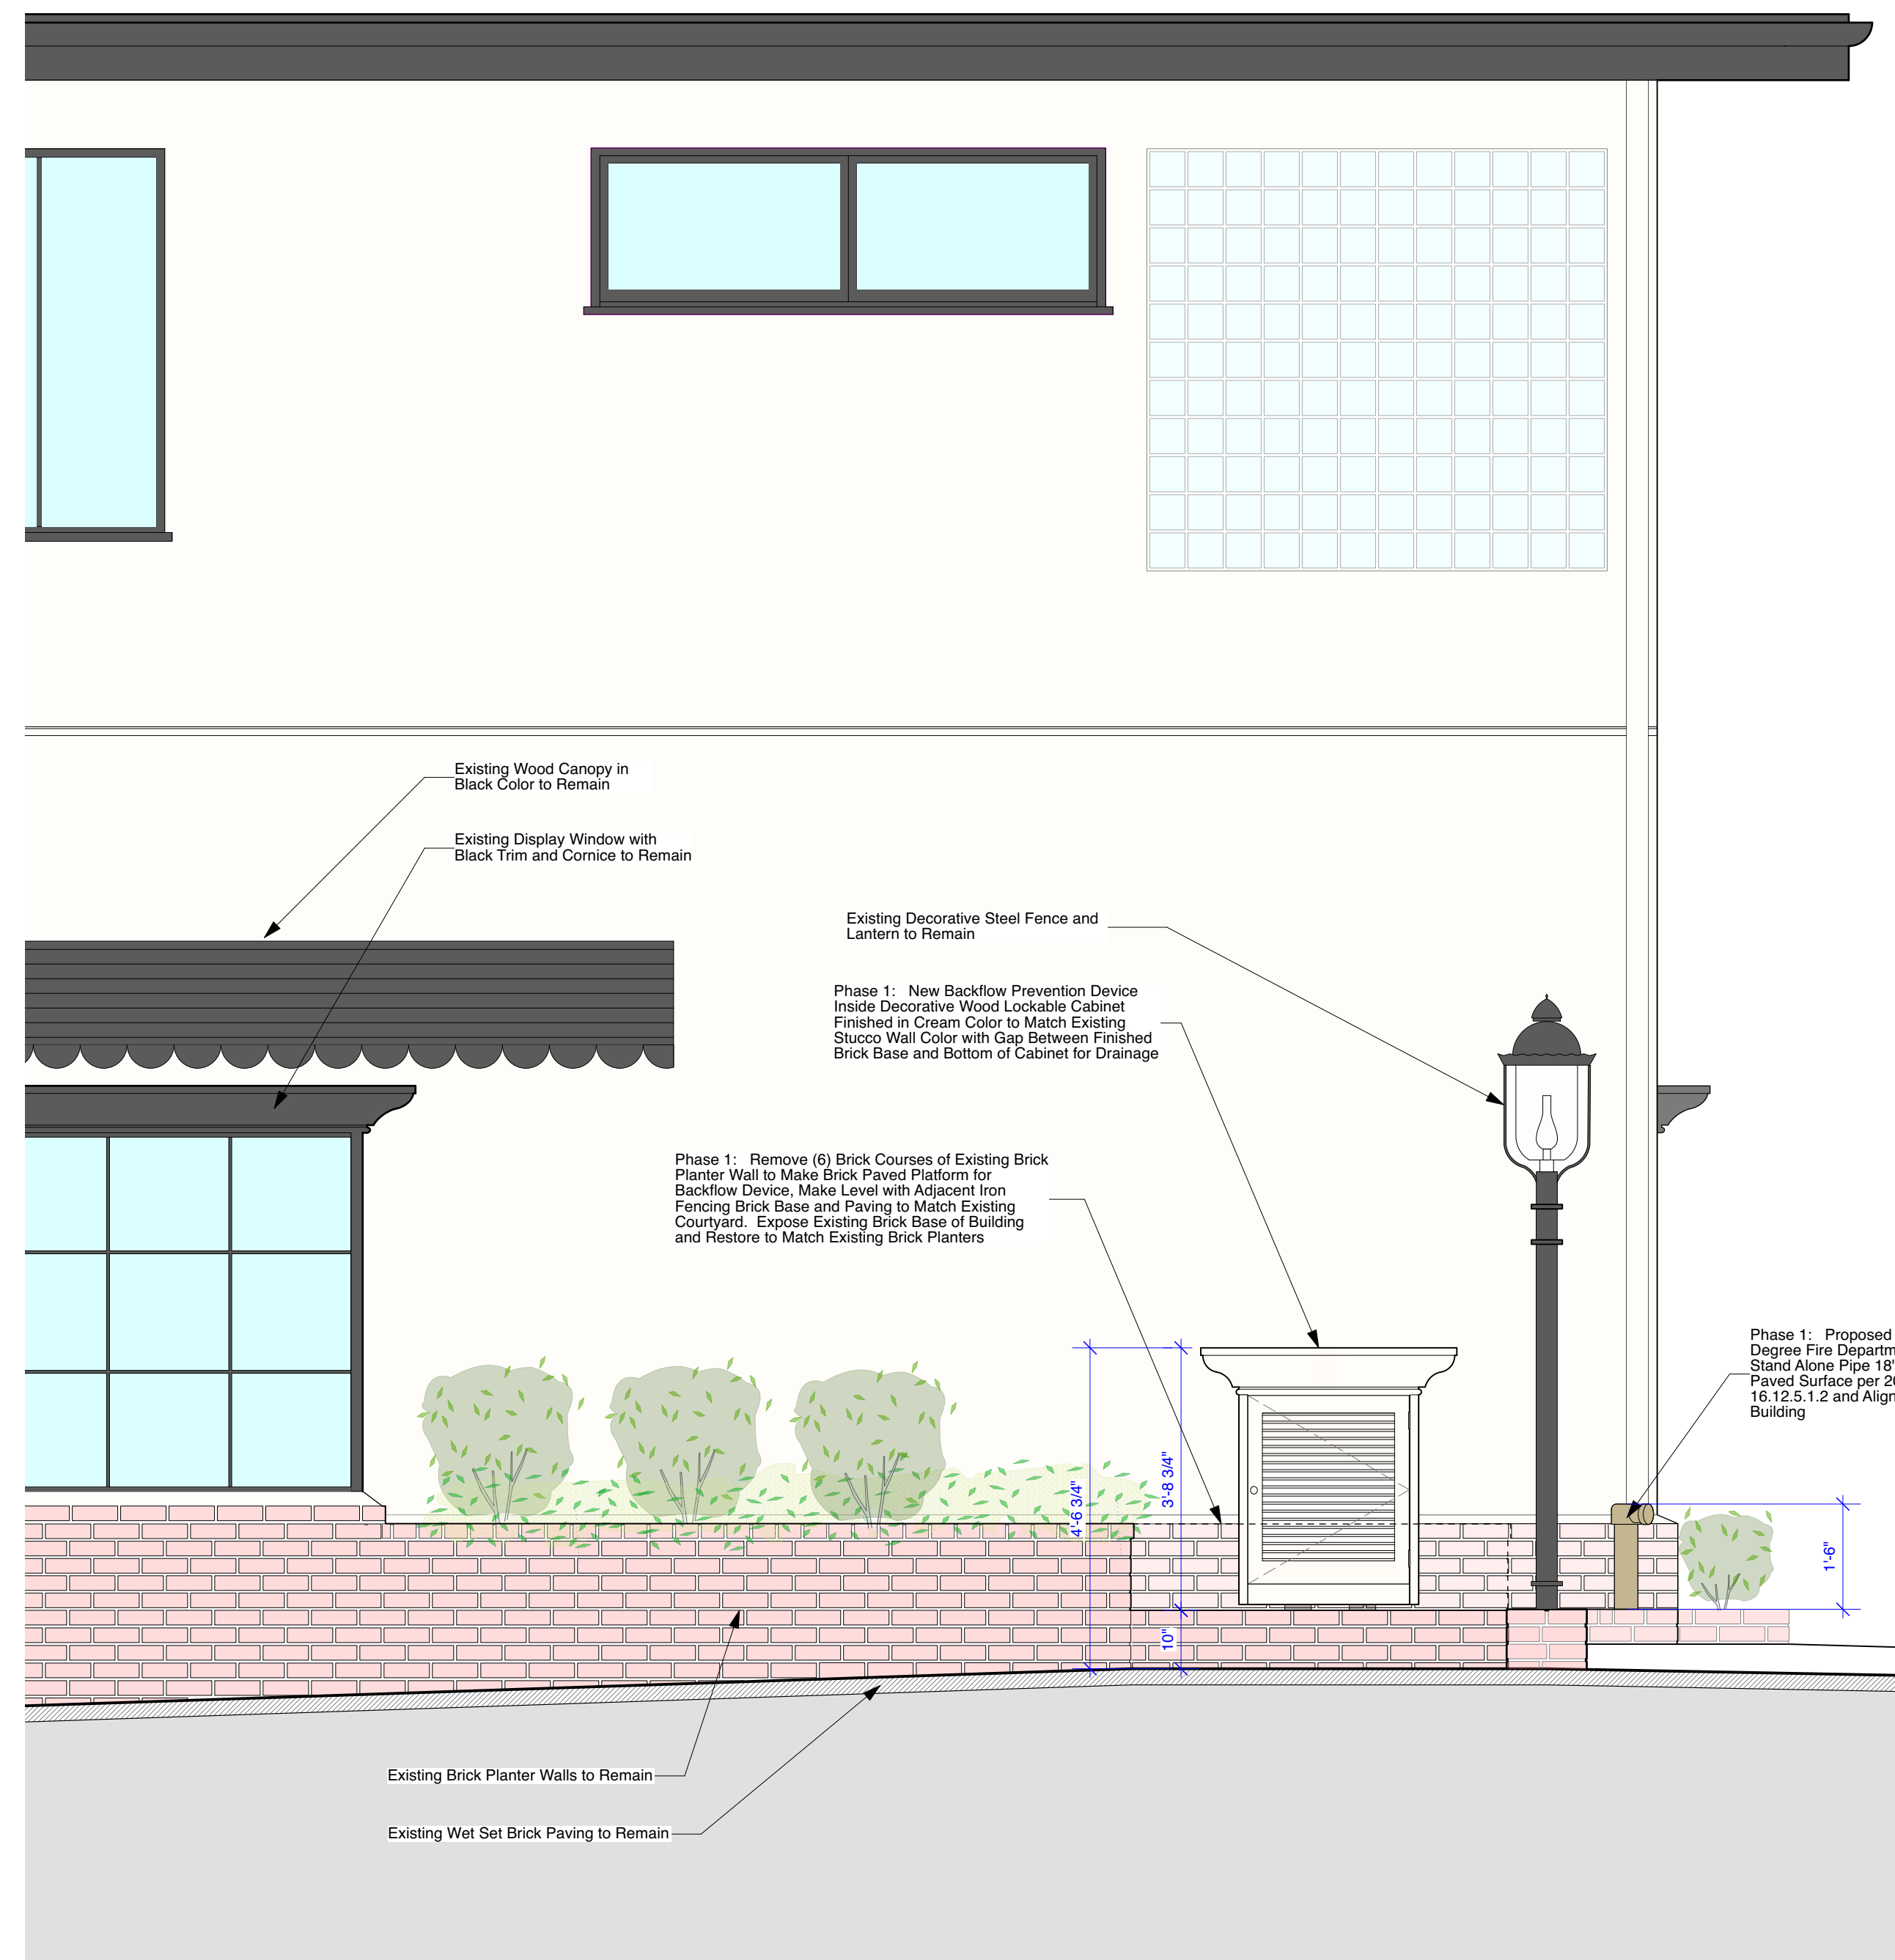 Existing Wood Canopy in
Black Color to Remain
Existing Display Window with
Black Trim and Cornice to Remain
Existing Decorative Steel Fence and
Lantern to Remain
Phase 1:   New Backflow Prevention Device
Inside Decorative Wood Lockable Cabinet
Finished in Cream Color to Match Existing
Stucco Wall Color with Gap Between Finished
Brick Base and Bottom of Cabinet for Drainage
Phase 1:   Remove (6) Brick Courses of Existing Brick
Planter Wall to Make Brick Paved Platform for
Backflow Device, Make Level with Adjacent Iron
Fencing Brick Base and Paving to Match Existing
Courtyard.  Expose Existing Brick Base of Building
and Restore to Match Existing Brick Planters
Phase 1:   Proposed
Degree Fire Departm
Stand Alone Pipe 18"
Paved Surface per 20
16.12.5.1.2 and Align
Building
4'-6 3/4"
3'-8 3/4"
10"
1'-6"
Existing Brick Planter Walls to Remain
Existing Wet Set Brick Paving to Remain